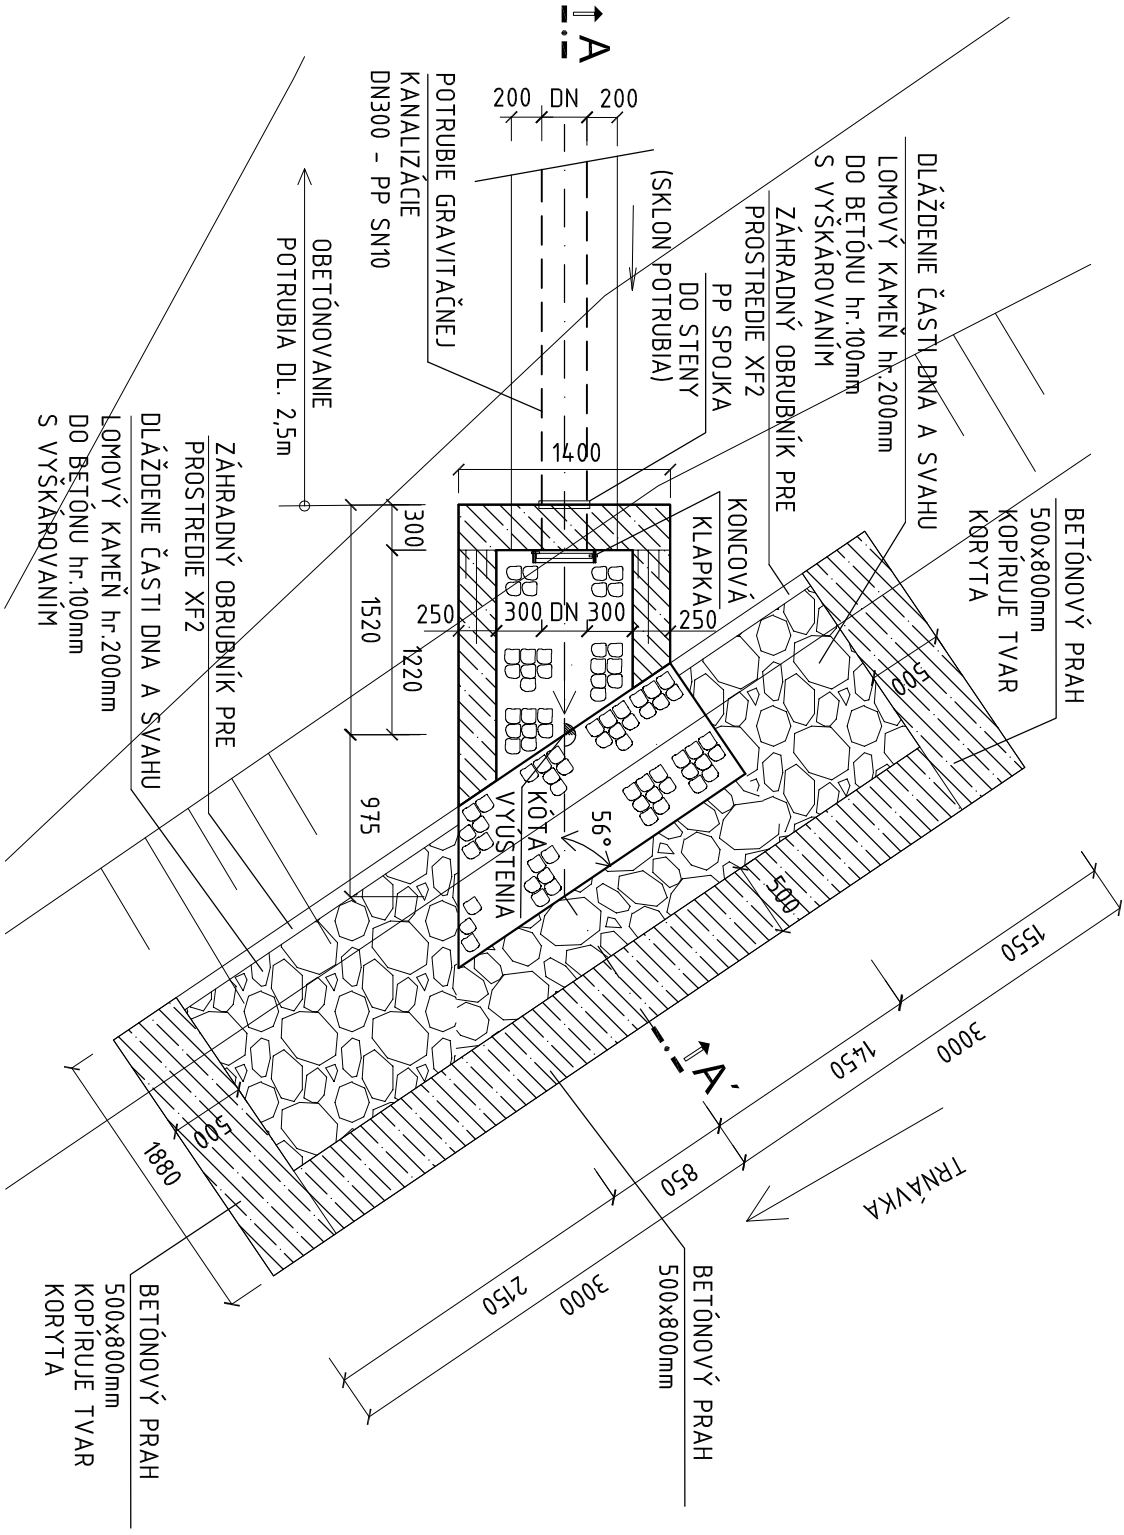 A
200 DN 200
POTRUBIE GRAVITAČNEJ
KANALIZÁCIE
DN300 - PP SN10
OBETÓNOVANIE
POTRUBIA DL. 2,5m
(SKLON POTRUBIA)
PP SPOJKA
DO STENY
ZÁHRADNÝ OBRUBNÍK PRE
PROSTREDIE XF2
DLÁŽDENIE ČASTI DNA A SVAHU
LOMOVÝ KAMEŇ hr.200mm
DO BETÓNU hr.100mm
S VYŠKÁROVANÍM
BETÓNOVÝ PRAH
500x800mm
KOPÍRUJE TVAR
KORYTA
KONCOVÁ
KLAPKA
1400
300
1520
1220
975
250 300 DN 300 250
KÓTA
VYÚSTENIA
56°
500
500
500
1880
ZÁHRADNÝ OBRUBNÍK PRE
PROSTREDIE XF2
DLÁŽDENIE ČASTI DNA A SVAHU
LOMOVÝ KAMEŇ hr.200mm
DO BETÓNU hr.100mm
S VYŠKÁROVANÍM
A´
1550
3000
1450
850
2150
3000
TRNÁVKA
BETÓNOVÝ PRAH
500x800mm
BETÓNOVÝ PRAH
500x800mm
KOPÍRUJE TVAR
KORYTA